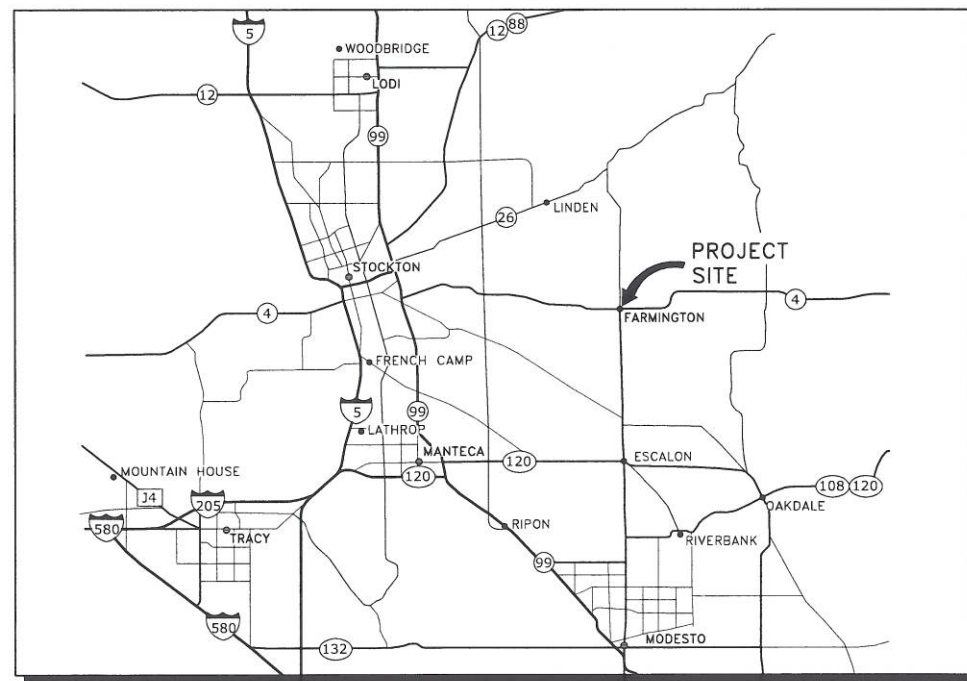 5
WOODBRIDGE
12 88
LODI
12
99
LINDEN
26
STOCKTON
PROJECT
SITE
4
4
FARMINGTON
FRENCH CAMP
5
99
LATHROP
MANTECA
120
ESCALON
120
MOUNTAIN HOUSE
J4
205
108 120
OAKDALE
580
TRACY
RIPON
RIVERBANK
99
580
132
MODESTO